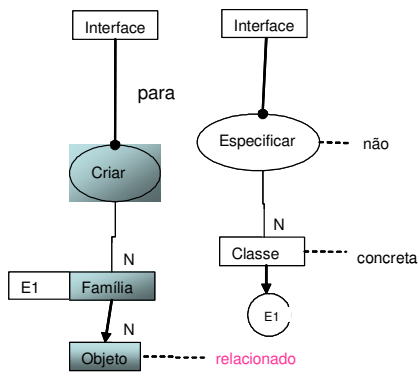 Interface
para
Criar
N
E1 Família
N
Objeto relacionado
Interface
Especificar não
N
Classe
concreta
E1